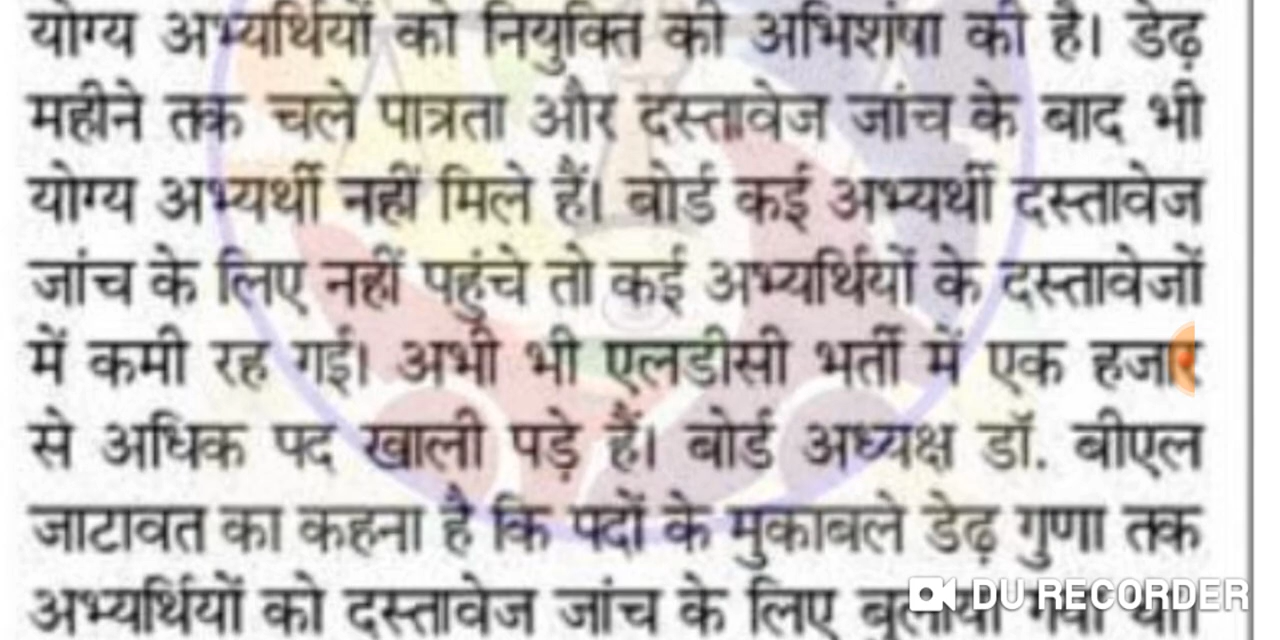 योग्य अभ्यर्थियों को नियुक्ति की अभिशंषा की है। डेढ़
महीने तक चले पात्रता और दस्तावेज जांच के बाद भी
योग्य अभ्यर्थी नहीं मिले हैं। बोर्ड कई अभ्यर्थी दस्तावेज
जांच के लिए नहीं पहुंचे तो कई अभ्यर्थियों के दस्तावेजों
में कमी रह गई। अभी भी एलडीसी भर्ती में एक हजार
से अधिक पद खाली पड़े हैं। बोर्ड अध्यक्ष डॉ. बीएल
जाटावत का कहना है कि पदों के मुकाबले डेढ़ गुणा तक
अभ्यर्थियों को दस्तावेज जांच के लिए बुलाया गया था।
DU RECORDER